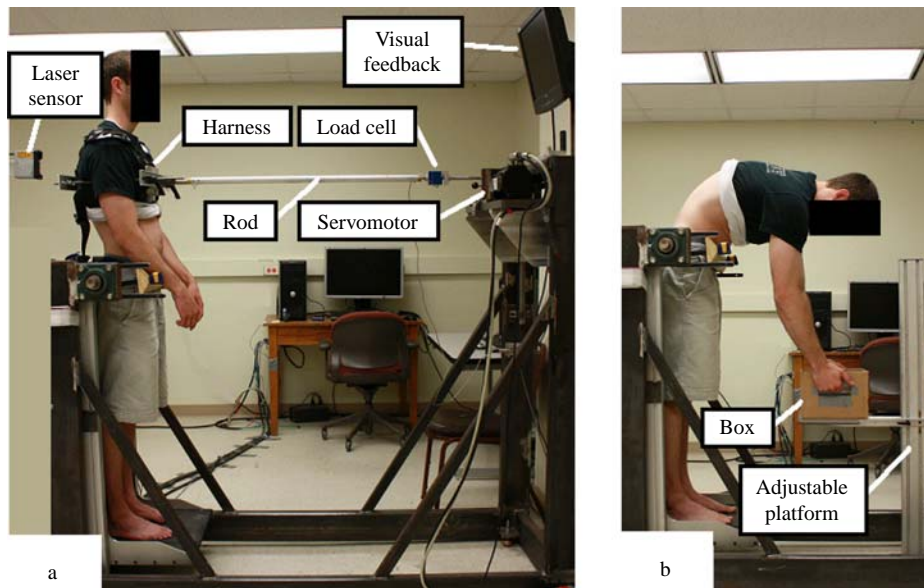 Laser
sensor
Visual
feedback
Harness
Load cell
Rod
Servomotor
a
Box
Adjustable
platform
b